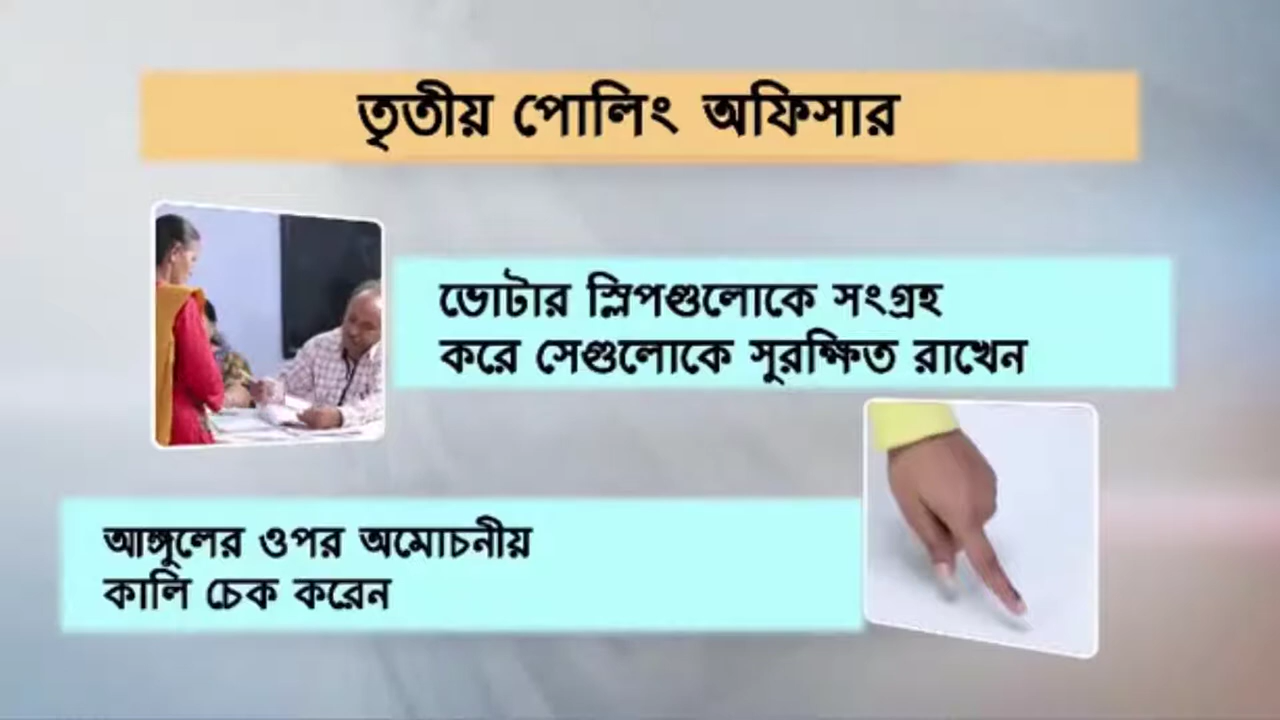 তৃতীয় পোলিং অফিসার
ভোটার স্লিপগুলোকে সংগ্রহ
করে সেগুলোকে সুরক্ষিত রাখেন
আঙ্গুলের ওপর অমোচনীয়
কালি চেক করেন